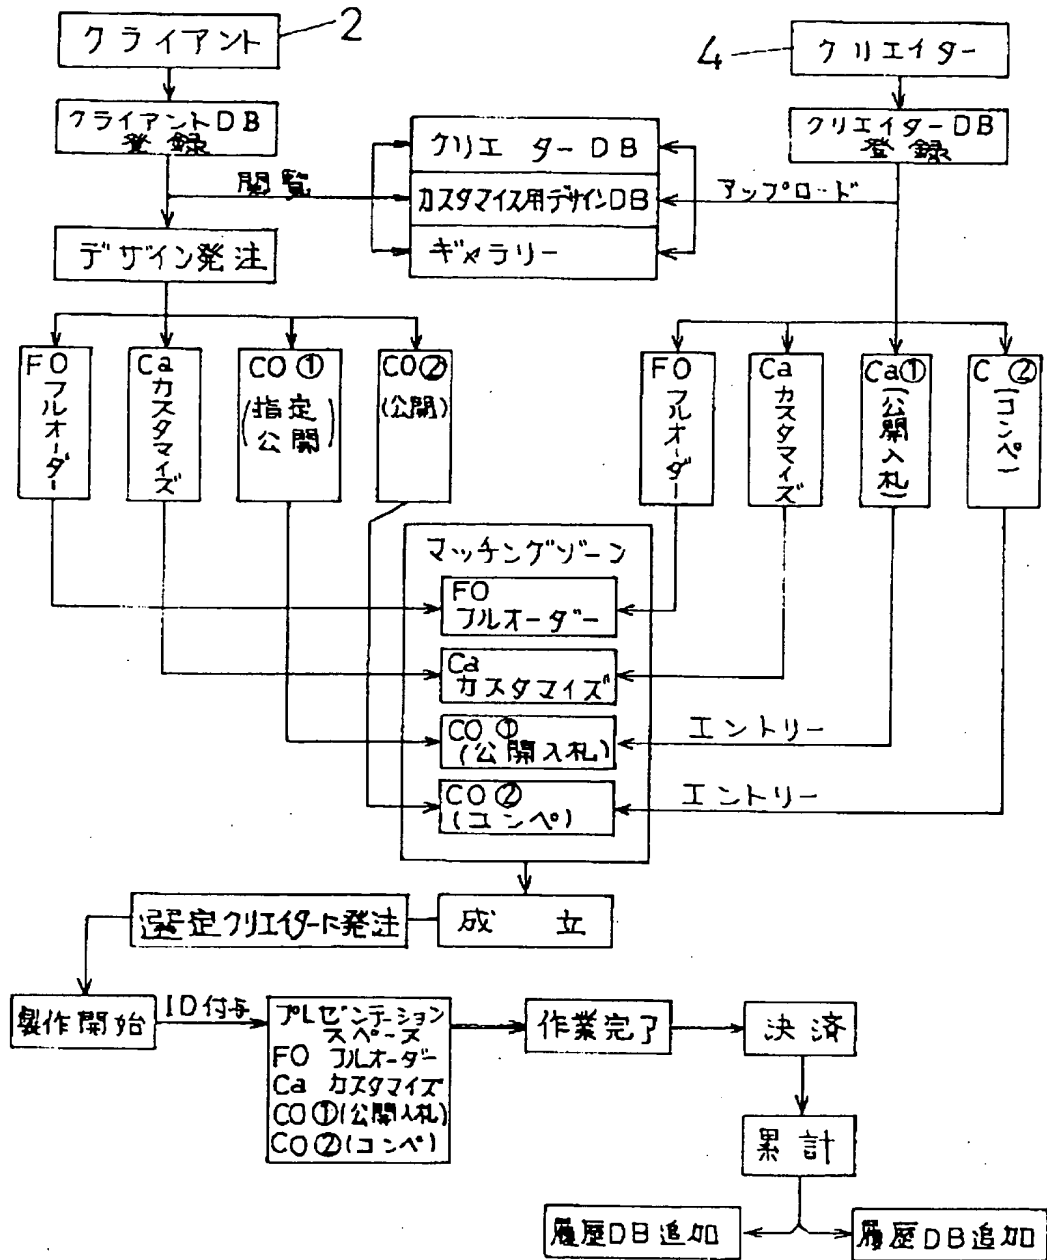 クライアント
2
4
クリエイター
クライアントDB
登録
クリエイターDB
登録
クリエ ターDB
閲覧
カスタマイズ用デザインDB
アップロード
デザイン発注
ギャラリー
FO
フルオーダー
Ca
カスタマイズ
CO①
(指定
公開)
CO②
(公開)
FO
フルオーダー
Ca
カスタマイズ
Ca①
(公開入札)
C ②
(コンペ)
マッチングゾーン
FO
フルオーダー
Ca
カスタマイズ
CO①
(公開入札)
エントリー
CO②
(コンペ)
エントリー
選定クリエイターに発注
成 立
製作開始
ID付与
プレゼンテーション
スペース
FO フルオーダー
Ca カスタマイズ
CO①(公開入札)
CO②(コンペ)
作業完了
決済
累計
履歴DB追加
履歴DB追加